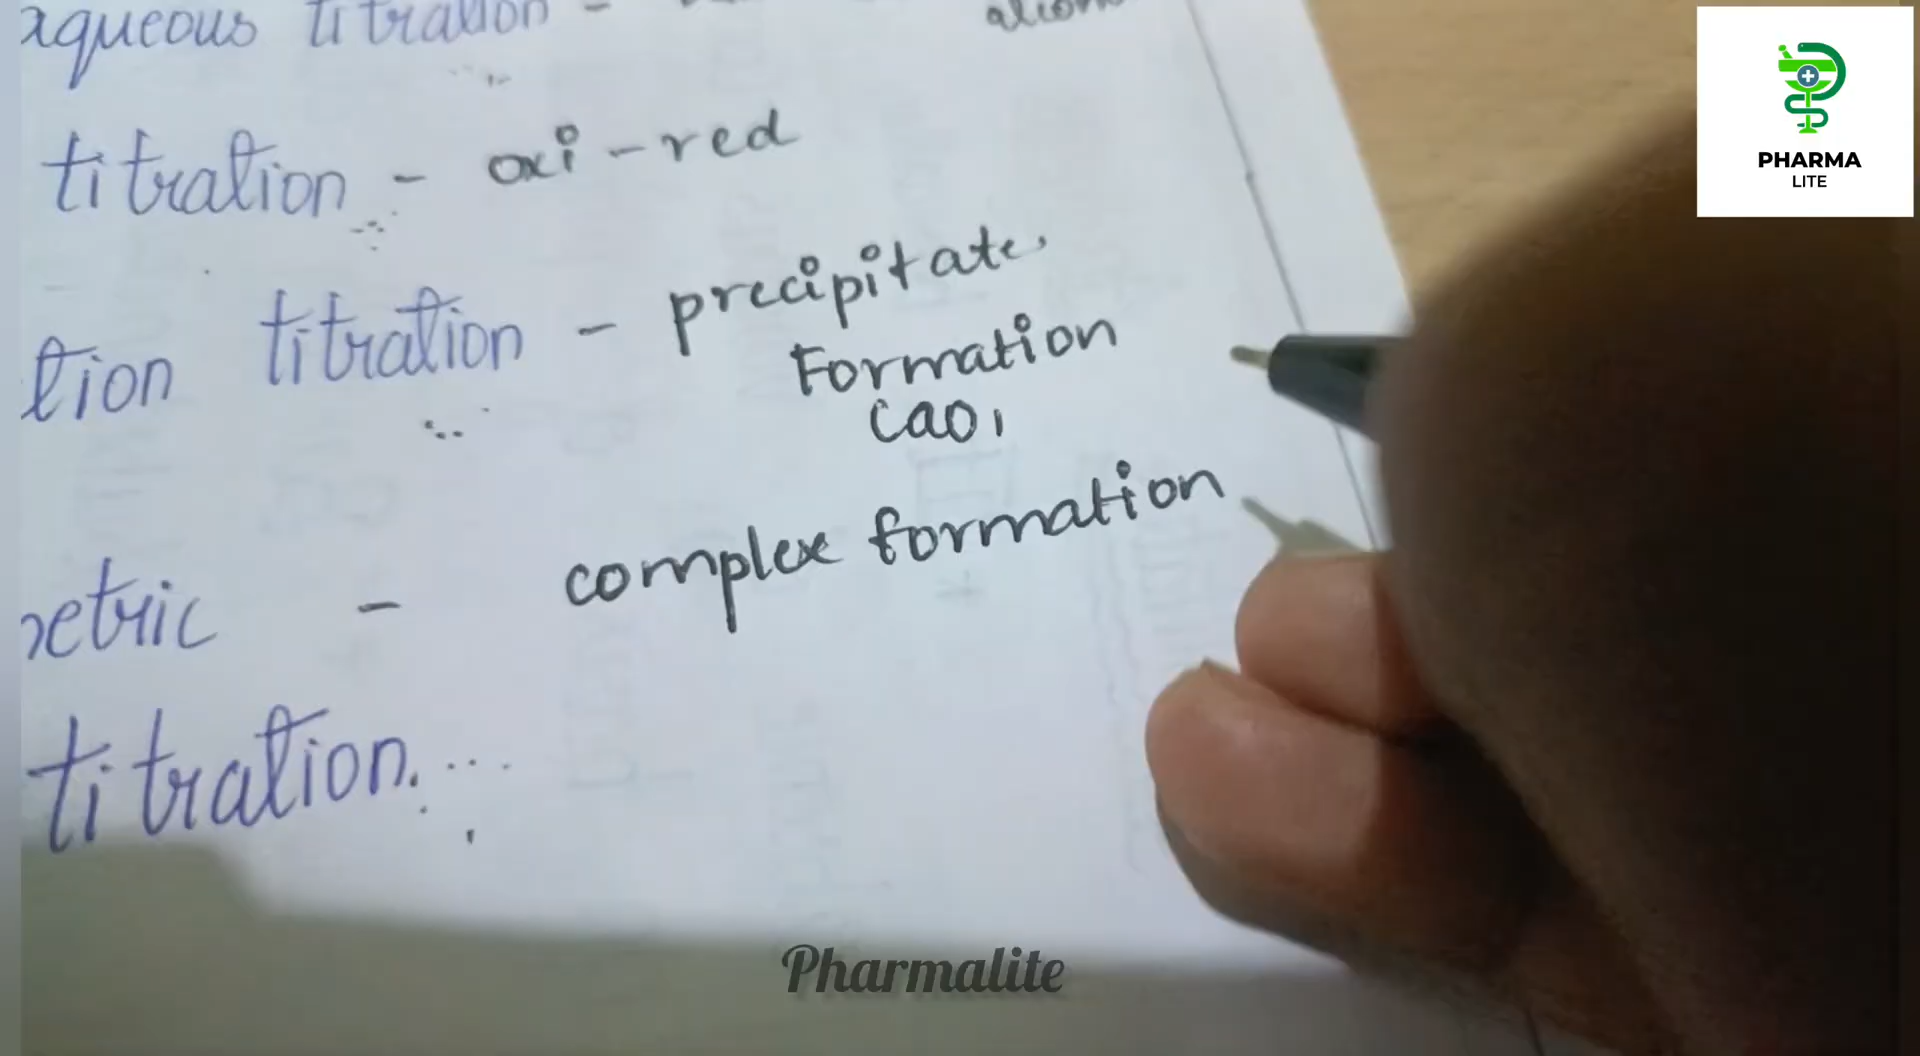 aqueous titration -
titration - oxi-red
tion titration - precipitate
Formation
CaO,
etric - complex formation
titration.
PHARMA
LITE
Pharmalite